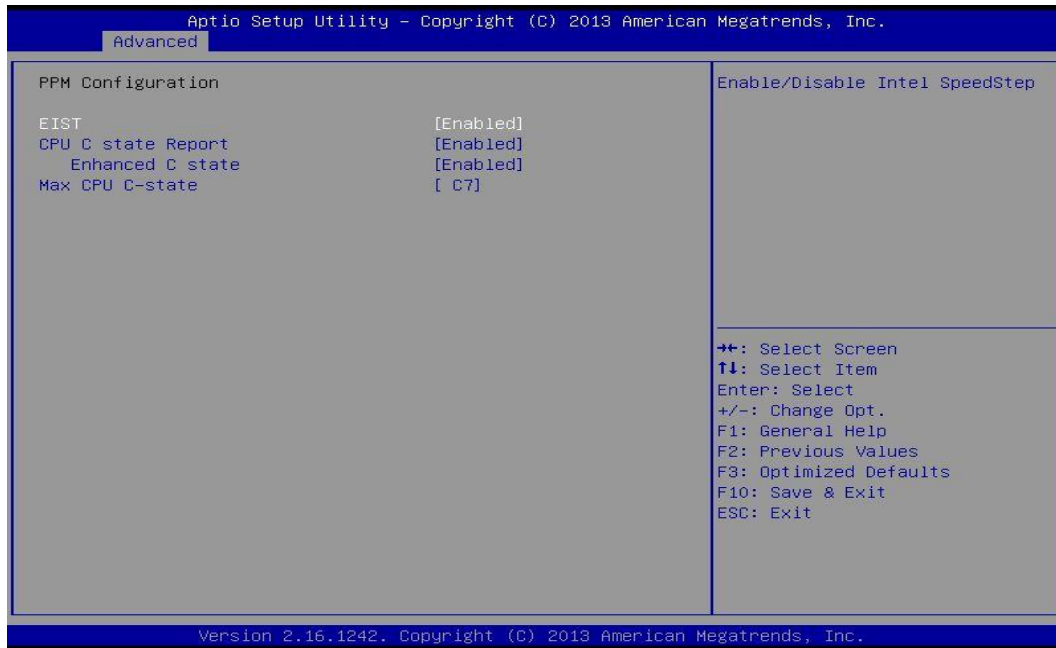 Aptio Setup Utility – Copyright (C) 2013 American Megatrends, Inc.
Advanced
PPM Configuration
EIST [Enabled]
CPU C state Report [Enabled]
Enhanced C state [Enabled]
Max CPU C-state [ C7]
Enable/Disable Intel SpeedStep
→←: Select Screen
↑↓: Select Item
Enter: Select
+/-: Change Opt.
F1: General Help
F2: Previous Values
F3: Optimized Defaults
F10: Save & Exit
ESC: Exit
Version 2.16.1242. Copyright (C) 2013 American Megatrends, Inc.